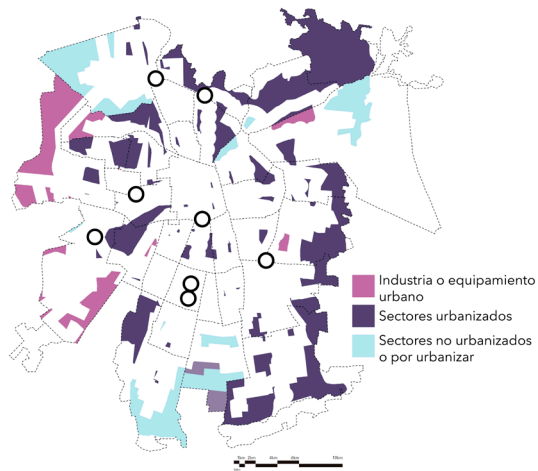 Industria o equipamiento
urbano
Sectores urbanizados
Sectores no urbanizados
o por urbanizar